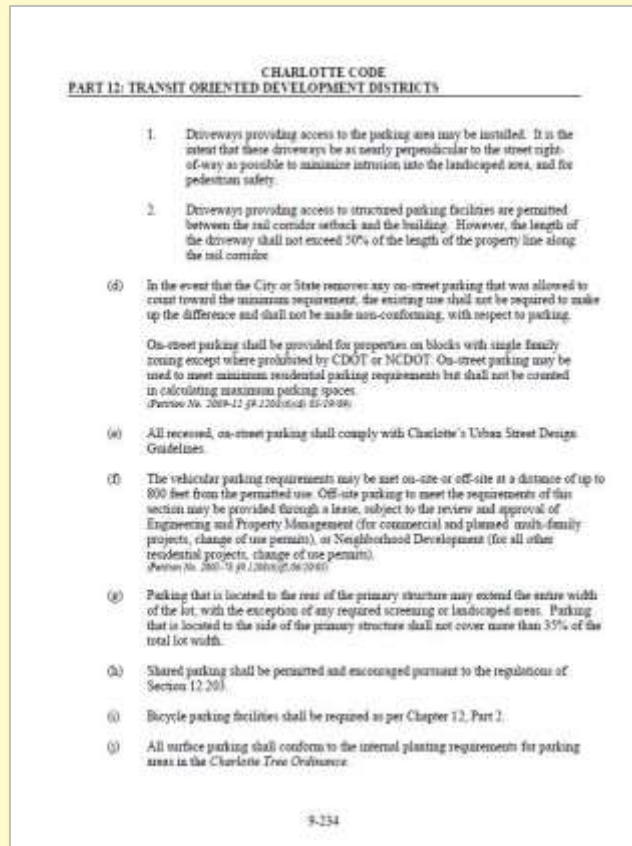 CHARLOTTE CODE
PART 12: TRANSIT ORIENTED DEVELOPMENT DISTRICTS
1. Driveways providing access to the parking area may be installed. It is the
intent that these driveways be as nearly perpendicular to the street right-
of-way as possible to minimize intrusion into the landscaped area, and for
pedestrian safety.
2. Driveways providing access to structured parking facilities are permitted
between the rail corridor setback and the building. However, the length of
the driveway shall not exceed 50% of the length of the property line along
the rail corridor.
(d) In the event that the City or State removes any on-street parking that was allowed to
count toward the minimum requirement, the existing use shall not be required to make
up the difference and shall not be made non-conforming, with respect to parking.
On-street parking shall be provided for properties on blocks with single family
zoning except where prohibited by CDOT or NCDOT. On-street parking may be
used to meet minimum residential parking requirements but shall not be counted
in calculating maximum parking spaces.
(Petition No. 2009-12
(e) All recessed, on-street parking shall comply with Charlotte's Urban Street Design
Guidelines.
(f) The vehicular parking requirements may be met on-site or off-site at a distance of up to
800 feet from the permitted use. Off-site parking to meet the requirements of this
section may be provided through a lease, subject to the review and approval of
Engineering and Property Management (for commercial and planned multi-family
projects, change of use permits), or Neighborhood Development (for all other
residential projects, change of use permits).
(Petition No.
(g) Parking that is located to the rear of the primary structure may extend the entire width
of the lot, with the exception of any required screening or landscaped areas. Parking
that is located to the side of the primary structure shall not cover more than 35% of the
total lot width.
(h) Shared parking shall be permitted and encouraged pursuant to the regulations of
Section 12.203.
(i) Bicycle parking facilities shall be required as per Chapter 12, Part 2.
(j) All surface parking shall conform to the internal planting requirements for parking
areas in the Charlotte Tree Ordinance.
9-234